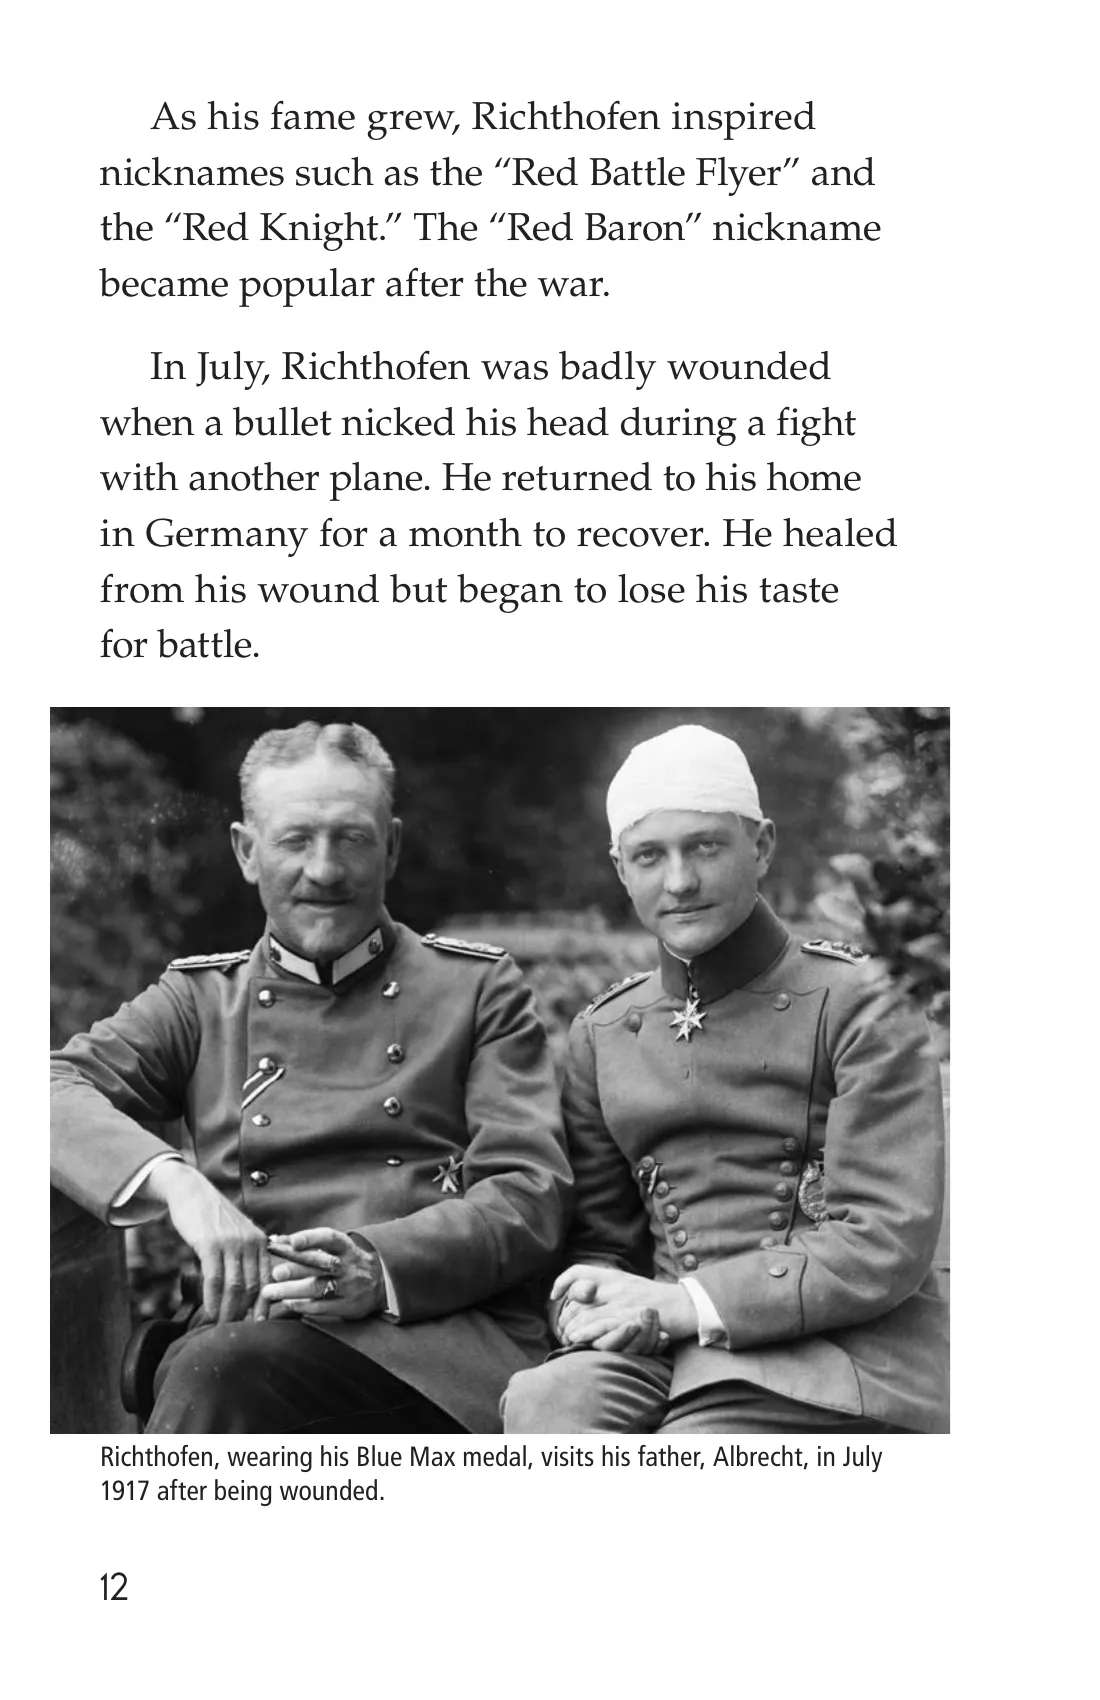 As his fame grew, Richthofen inspired
nicknames such as the “Red Battle Flyer” and
the “Red Knight.” The “Red Baron” nickname
became popular after the war.
In July, Richthofen was badly wounded
when a bullet nicked his head during a fight
with another plane. He returned to his home
in Germany for a month to recover. He healed
from his wound but began to lose his taste
for battle.
Richthofen, wearing his Blue Max medal, visits his father, Albrecht, in July
1917 after being wounded.
12